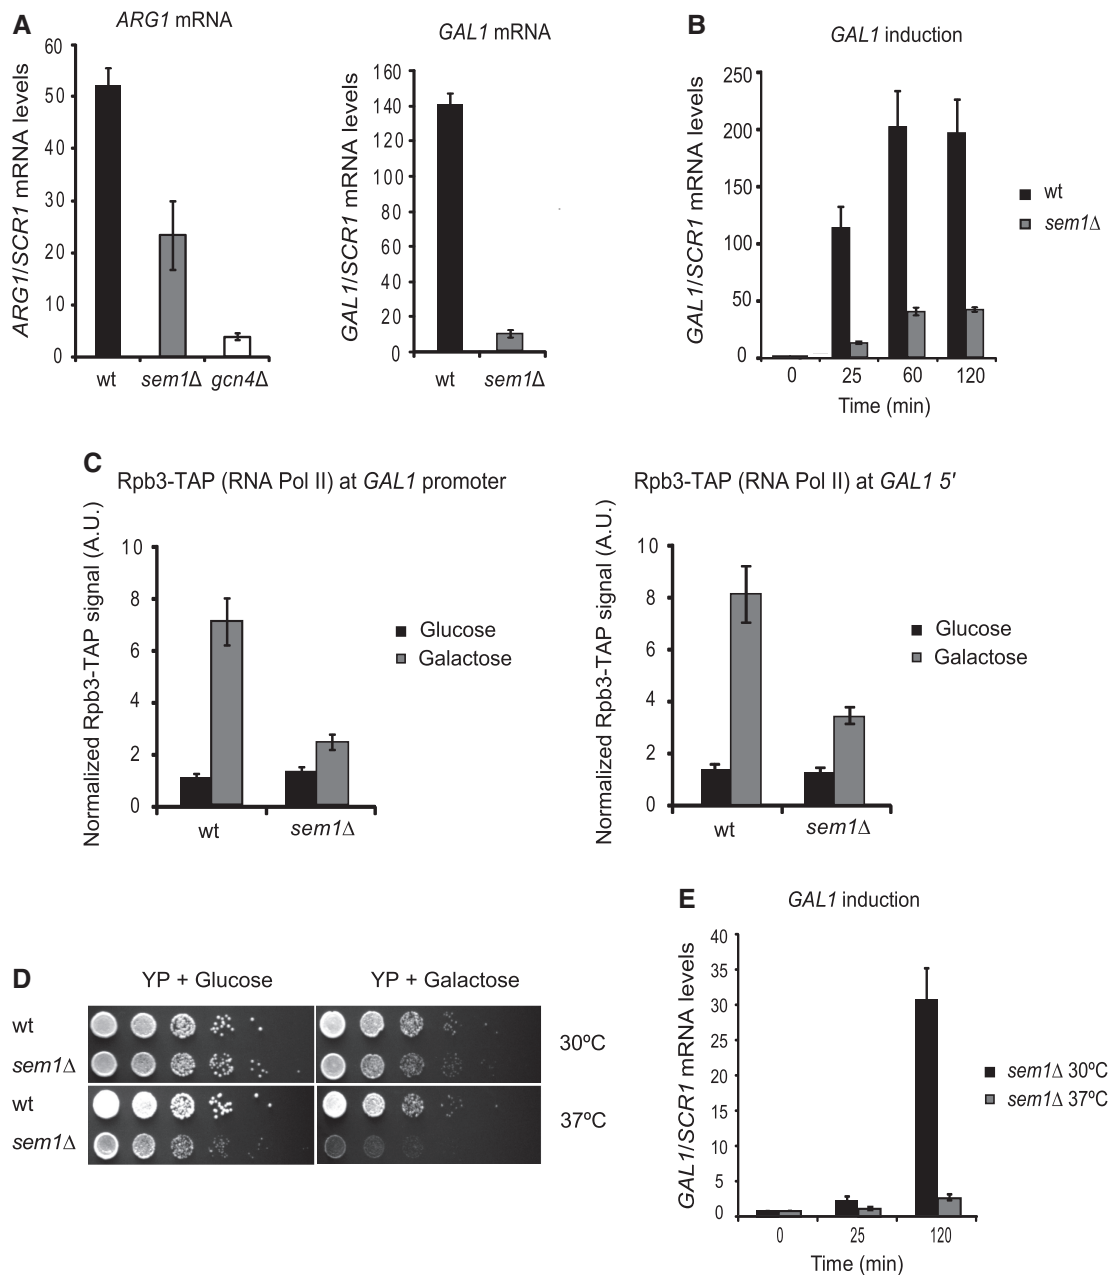 A
ARG1 mRNA
ARG1/SCR1 mRNA levels
60
50
40
30
20
10
0
wt sem1Δ gcn4Δ
GAL1 mRNA
GAL1/SCR1 mRNA levels
160
140
120
100
80
60
40
20
0
wt sem1Δ
B
GAL1 induction
GAL1/SCR1 mRNA levels
250
200
150
100
50
0
0 25 60 120
Time (min)
wt
sem1Δ
C
Rpb3-TAP (RNA Pol II) at GAL1 promoter
Normalized Rpb3-TAP signal (A.U.)
10
8
6
4
2
0
wt sem1Δ
Glucose
Galactose
Rpb3-TAP (RNA Pol II) at GAL1 5'
Normalized Rpb3-TAP signal (A.U.)
10
8
6
4
2
0
wt sem1Δ
Glucose
Galactose
D
YP + Glucose YP + Galactose
wt
sem1Δ
30ºC
wt
sem1Δ
37ºC
E
GAL1 induction
GAL1/SCR1 mRNA levels
40
35
30
25
20
15
10
5
0
0 25 120
Time (min)
sem1Δ 30ºC
sem1Δ 37ºC